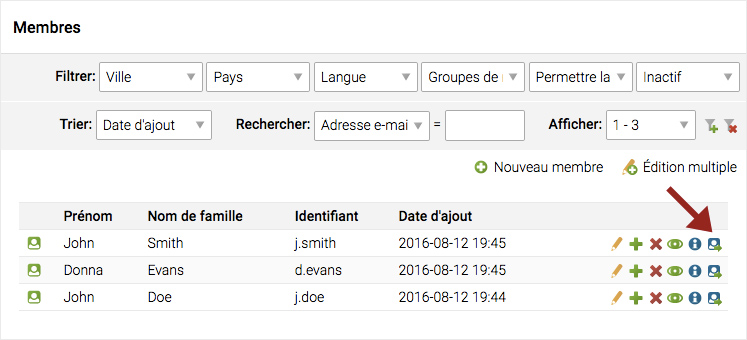 Membres
Filtrer: Ville Pays Langue Groupes de Permettre la Inactif
Trier: Date d'ajout Rechercher: Adresse e-mai = Afficher: 1 - 3
Nouveau membre Édition multiple
Prénom Nom de famille Identifiant Date d'ajout
John Smith j.smith 2016-08-12 19:45
Donna Evans d.evans 2016-08-12 19:45
John Doe j.doe 2016-08-12 19:44